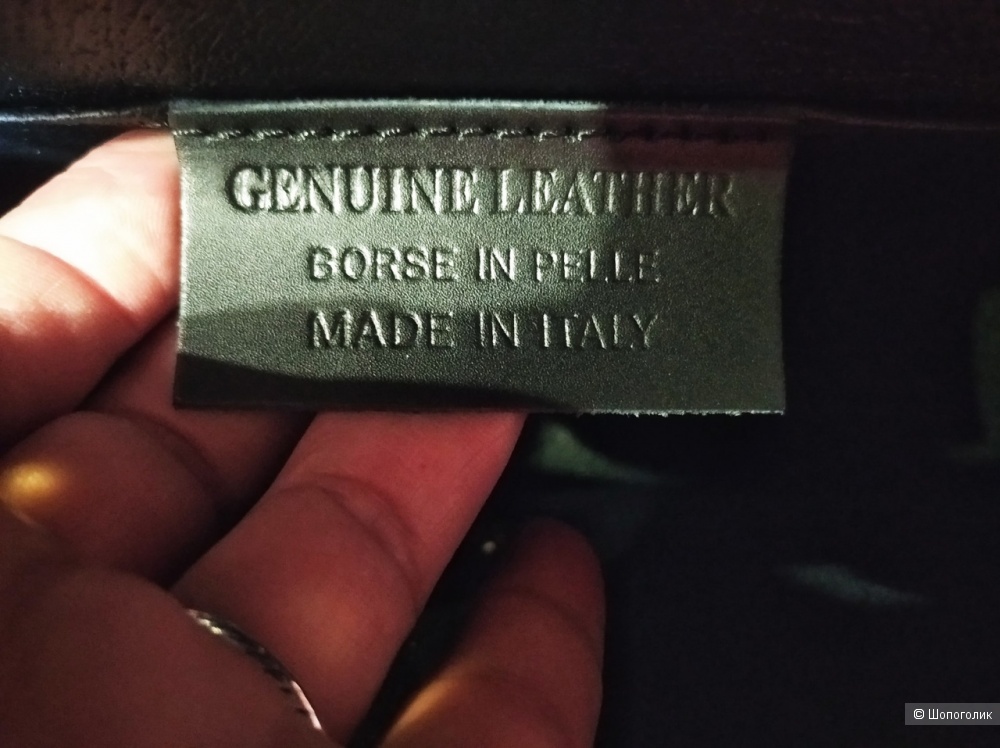 GENUINE LEATHER
BORSE IN PELLE
MADE IN ITALY
© Шопоголик